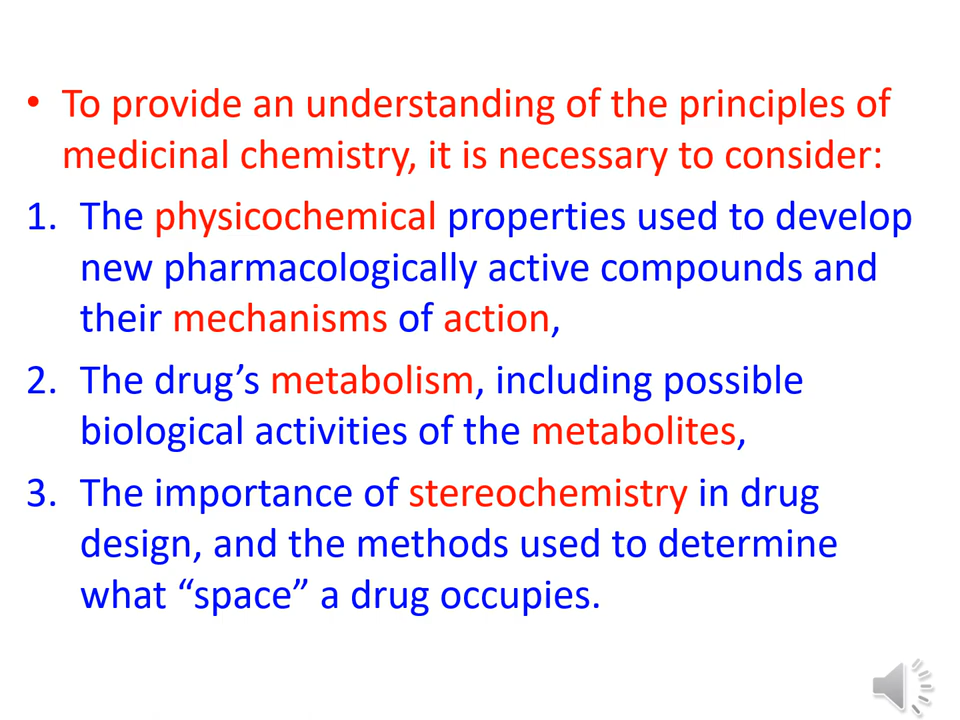 • To provide an understanding of the principles of
medicinal chemistry, it is necessary to consider:
1. The physicochemical properties used to develop
new pharmacologically active compounds and
their mechanisms of action,
2. The drug’s metabolism, including possible
biological activities of the metabolites,
3. The importance of stereochemistry in drug
design, and the methods used to determine
what “space” a drug occupies.